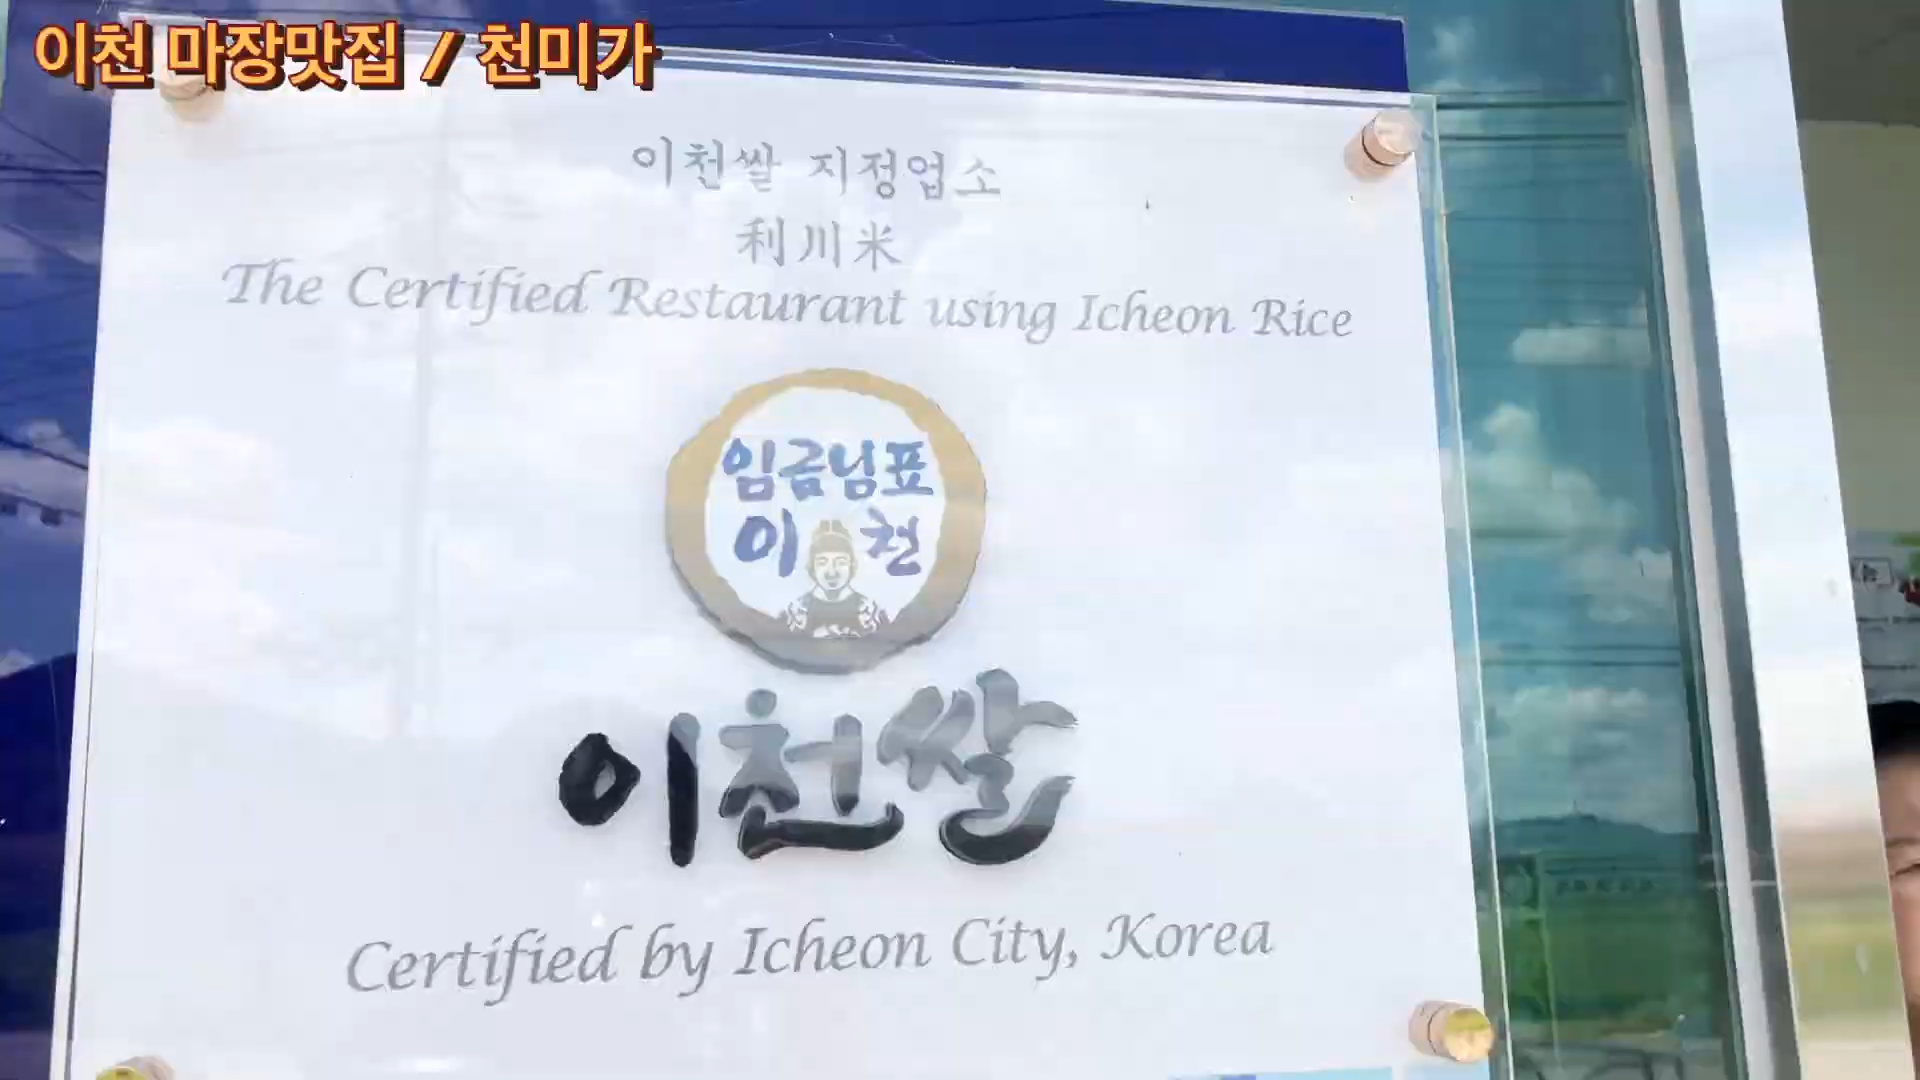 이천 마장맛집 / 천미가
이천쌀 지정업소
利川米
The Certified Restaurant using Icheon Rice
임금님표
이천
이천쌀
Certified by Icheon City, Korea